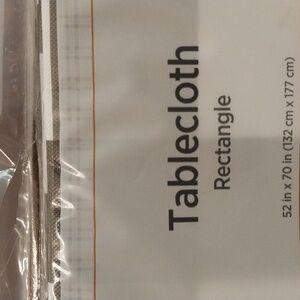 Tablecloth
Rectangle
52 in x 70 in (132 cm x 177 cm)